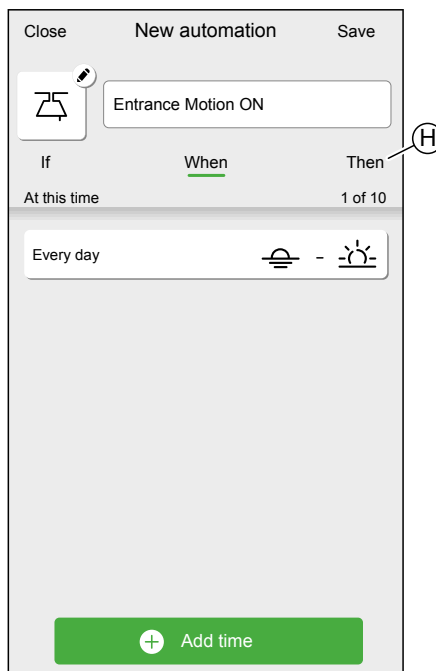 Close New automation Save
Entrance Motion ON
If When Then
H
At this time 1 of 10
Every day -
Add time